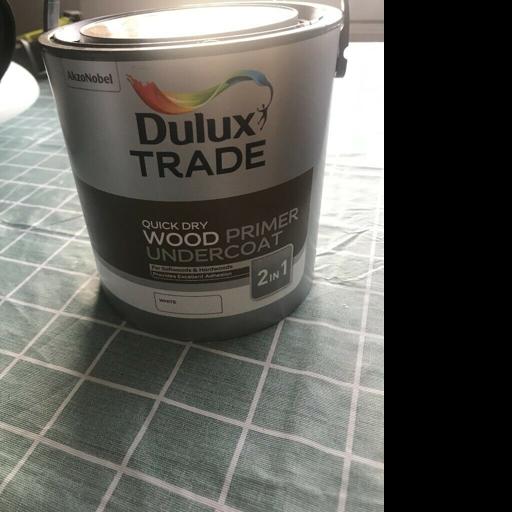 AkzoNobel
Dulux
TRADE
QUICK DRY
WOOD PRIMER
UNDERCOAT
For Softwoods & Hardwoods
Provides Excellent Adhesion
2 IN 1
WHITE